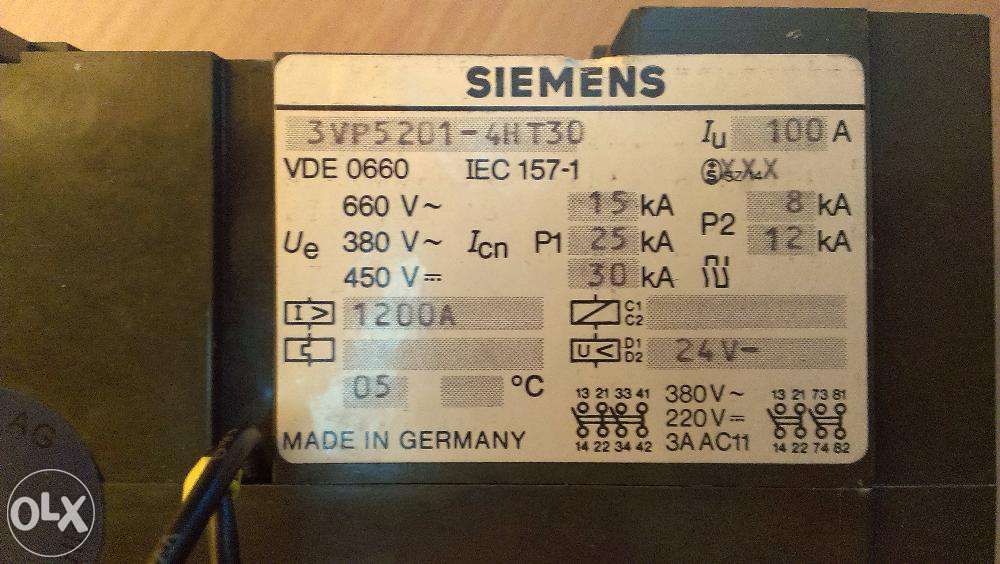 SIEMENS
3VP5201-4HT30 Iu 100 A
VDE 0660 IEC 157-1
660 V~ 15 kA 8 kA
Ue 380 V~ Icn P1 25 kA P2 12 kA
450 V⎓ 30 kA
I > 1200A C1 C2
U< D1 D2 24V-
05 °C
13 21 33 41 380V~ 13 21 73 81
220V⎓
14 22 34 42 3A AC11 14 22 74 82
MADE IN GERMANY
AG
OLX